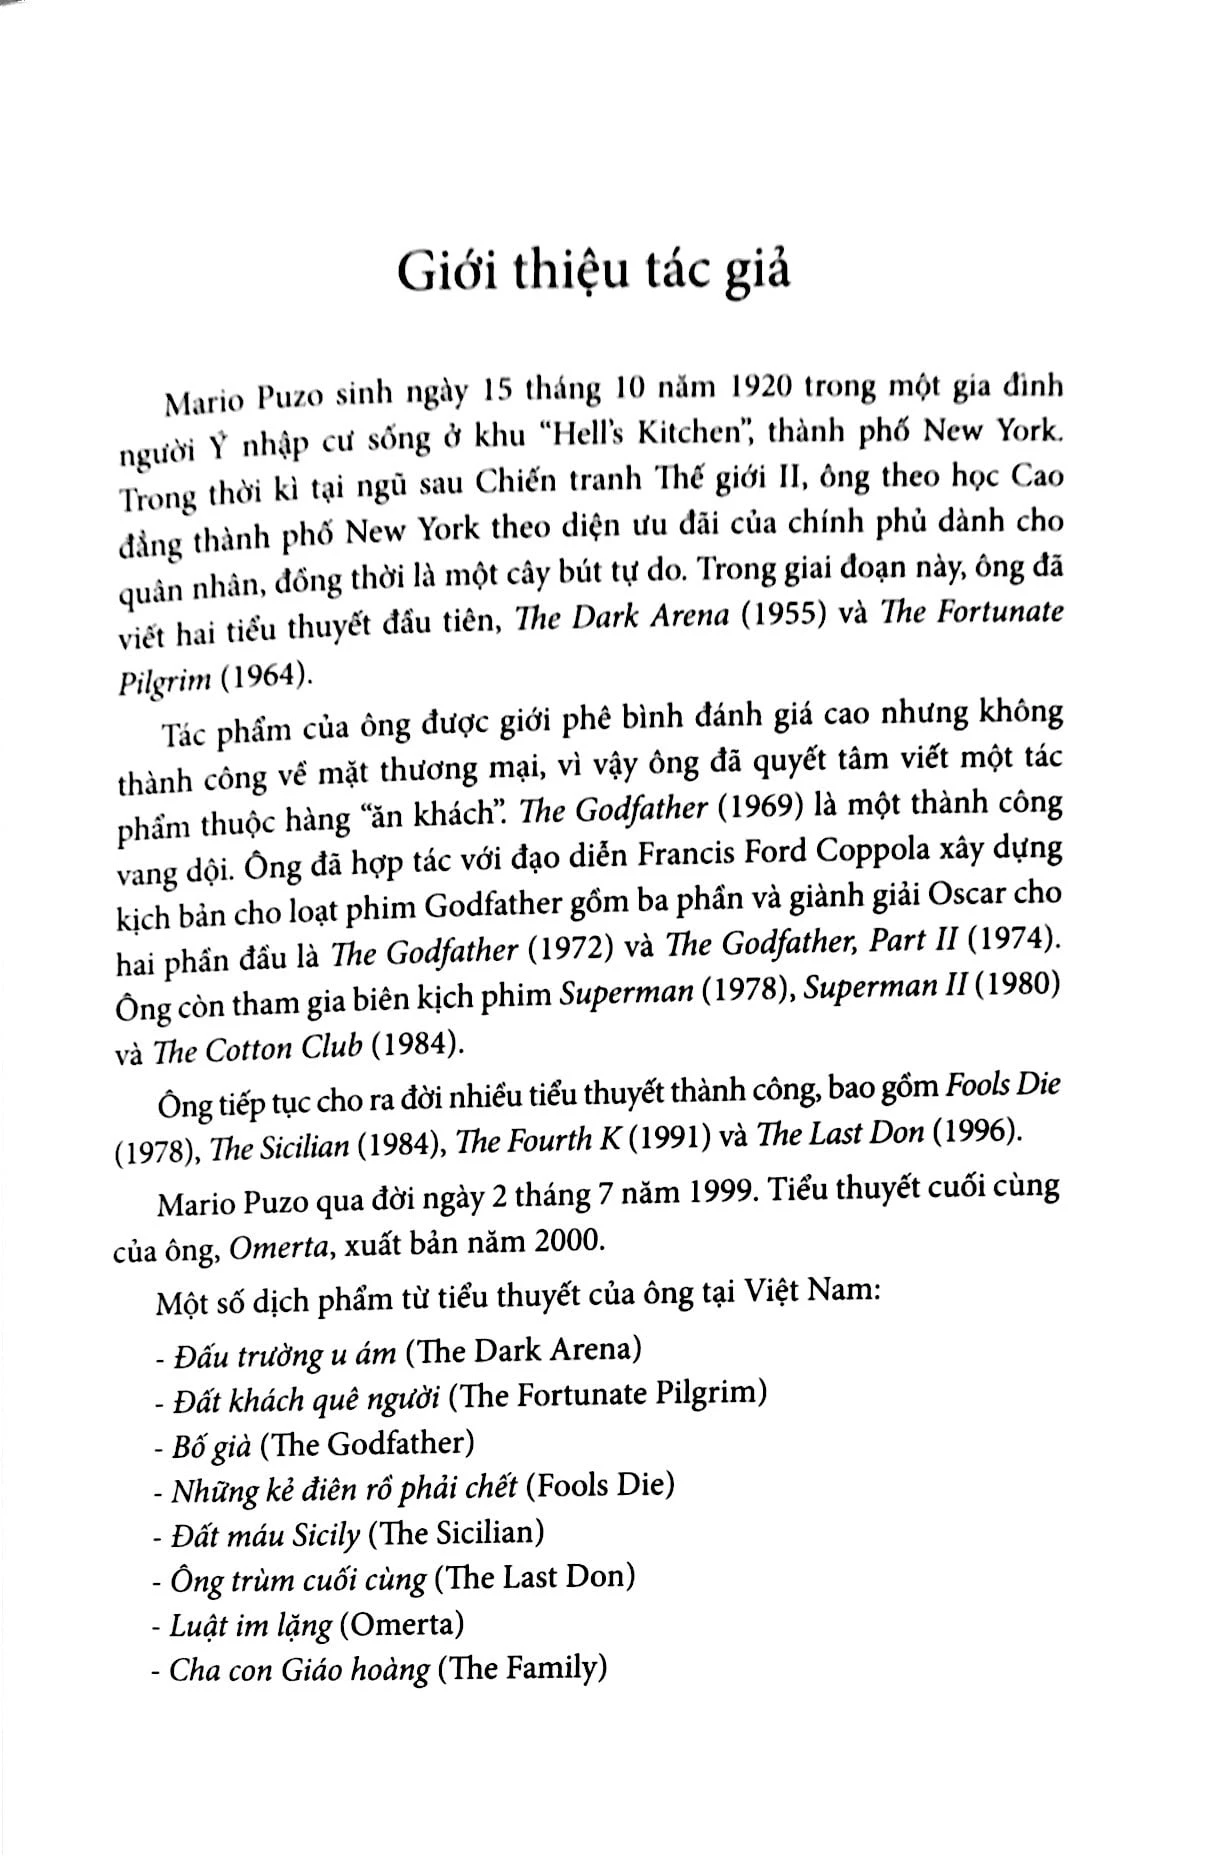 Giới thiệu tác giả
Mario Puzo sinh ngày 15 tháng 10 năm 1920 trong một gia đình
người Ý nhập cư sống ở khu “Hell’s Kitchen”, thành phố New York.
Trong thời kì tại ngũ sau Chiến tranh Thế giới II, ông theo học Cao
đẳng thành phố New York theo diện ưu đãi của chính phủ dành cho
quân nhân, đồng thời là một cây bút tự do. Trong giai đoạn này, ông đã
viết hai tiểu thuyết đầu tiên, The Dark Arena (1955) và The Fortunate
Pilgrim (1964).
Tác phẩm của ông được giới phê bình đánh giá cao nhưng không
thành công về mặt thương mại, vì vậy ông đã quyết tâm viết một tác
phẩm thuộc hàng “ăn khách”. The Godfather (1969) là một thành công
vang dội. Ông đã hợp tác với đạo diễn Francis Ford Coppola xây dựng
kịch bản cho loạt phim Godfather gồm ba phần và giành giải Oscar cho
hai phần đầu là The Godfather (1972) và The Godfather, Part II (1974).
Ông còn tham gia biên kịch phim Superman (1978), Superman II (1980)
và The Cotton Club (1984).
Ông tiếp tục cho ra đời nhiều tiểu thuyết thành công, bao gồm Fools Die
(1978), The Sicilian (1984), The Fourth K (1991) và The Last Don (1996).
Mario Puzo qua đời ngày 2 tháng 7 năm 1999. Tiểu thuyết cuối cùng
của ông, Omerta, xuất bản năm 2000.
Một số dịch phẩm từ tiểu thuyết của ông tại Việt Nam:
- Đấu trường u ám (The Dark Arena)
- Đất khách quê người (The Fortunate Pilgrim)
- Bố già (The Godfather)
- Những kẻ điên rồ phải chết (Fools Die)
- Đất máu Sicily (The Sicilian)
- Ông trùm cuối cùng (The Last Don)
- Luật im lặng (Omerta)
- Cha con Giáo hoàng (The Family)